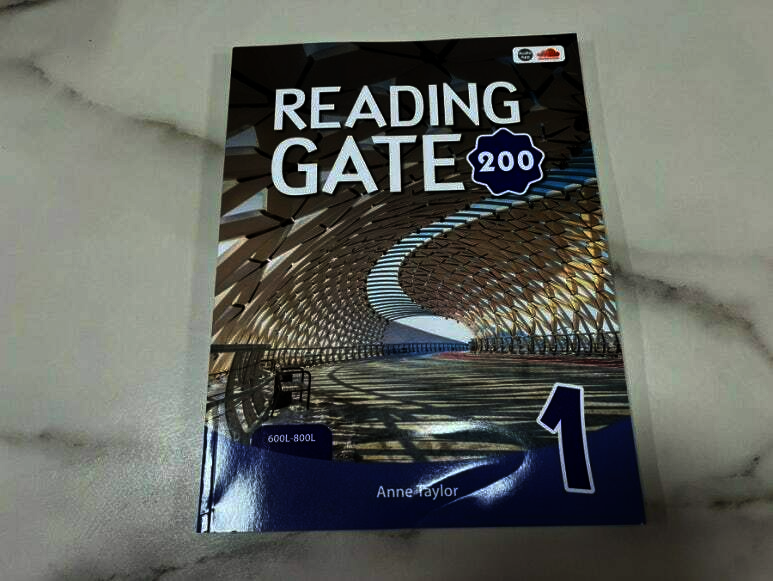 READING
GATE 200
600L-800L
1
Anne Taylor